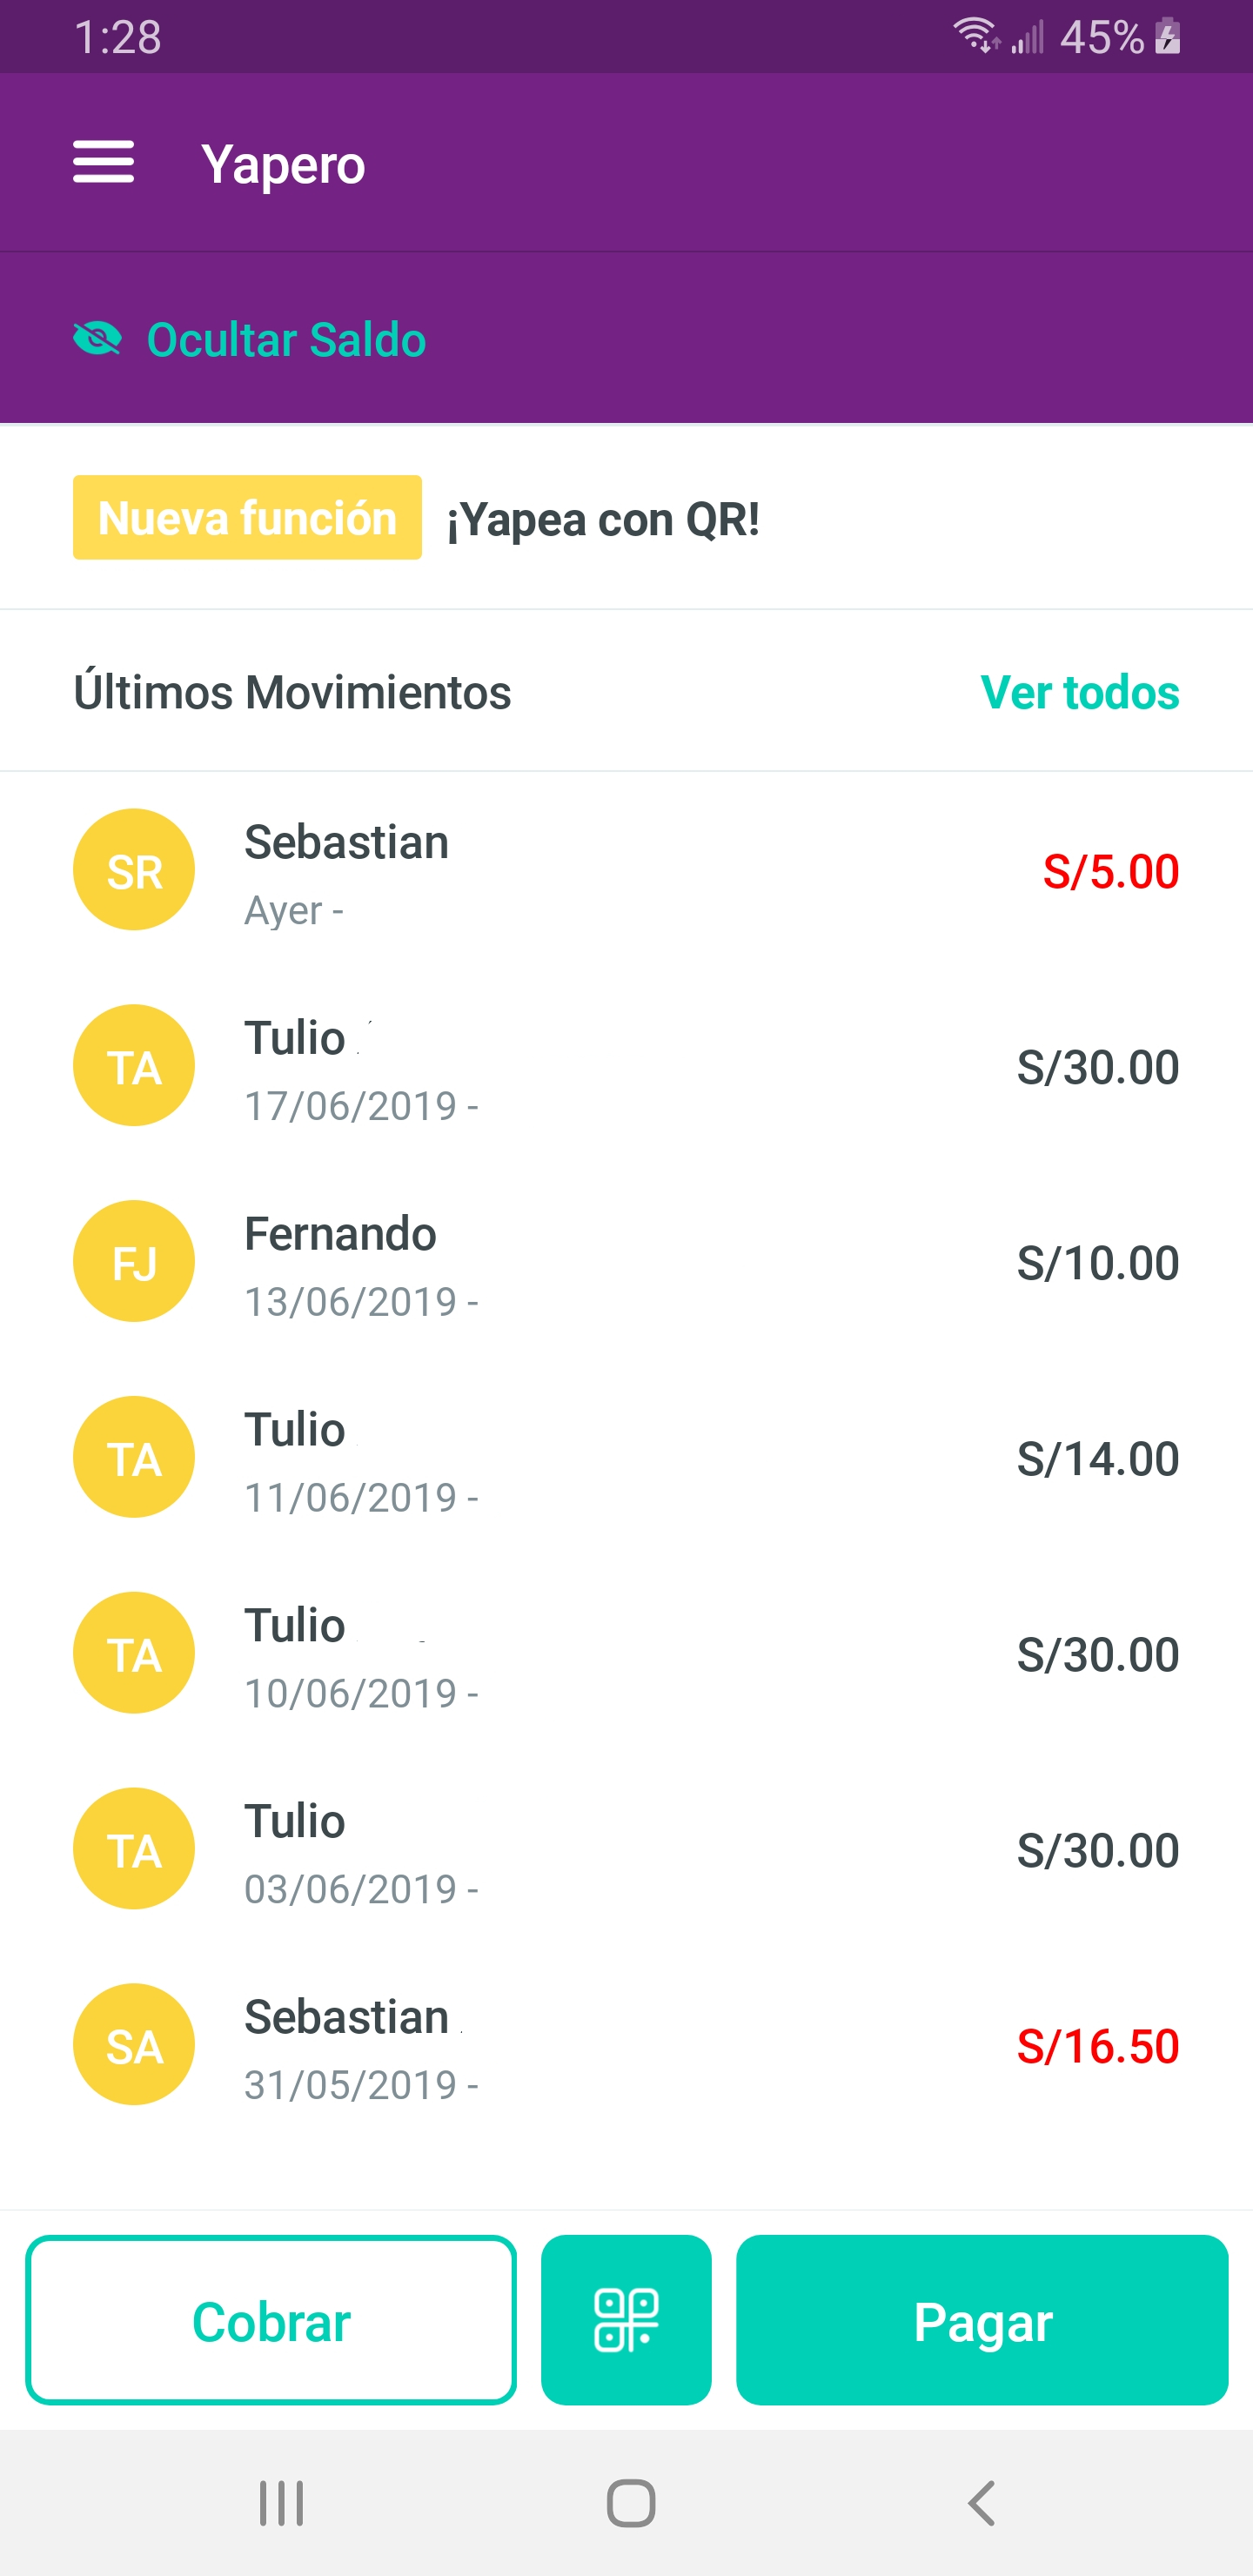 1:28 45%
Yapero
Ocultar Saldo
Nueva función ¡Yapea con QR!
Últimos Movimientos Ver todos
SR Sebastian S/5.00
Ayer -
TA Tulio S/30.00
17/06/2019 -
FJ Fernando S/10.00
13/06/2019 -
TA Tulio S/14.00
11/06/2019 -
TA Tulio S/30.00
10/06/2019 -
TA Tulio S/30.00
03/06/2019 -
SA Sebastian S/16.50
31/05/2019 -
Cobrar Pagar